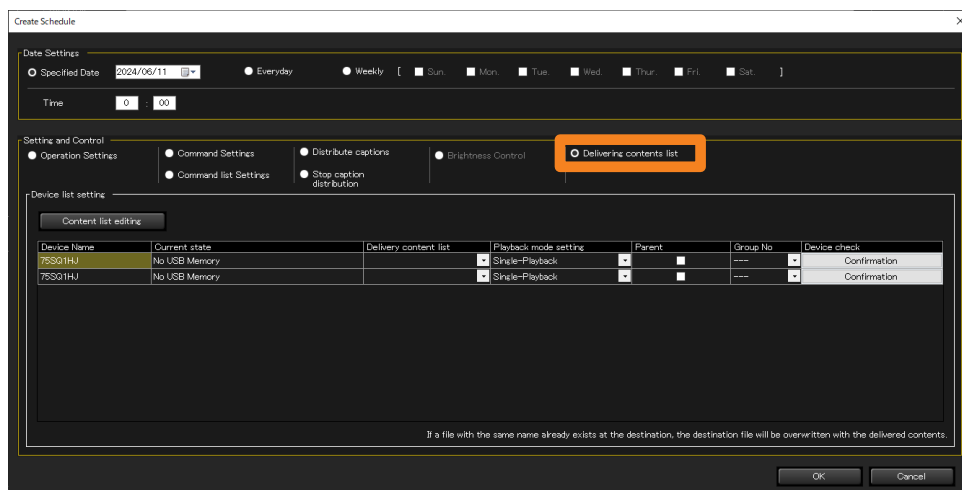 Create Schedule
Date Settings
Specified Date 2024/06/11 Everyday Weekly [ Sun. Mon. Tue. Wed. Thur. Fri. Sat. ]
Time 0 : 00
Setting and Control
Operation Settings Command Settings Distribute captions Brightness Control Delivering contents list
Command list Settings Stop caption distribution
Device list setting
Content list editing
Device Name Current state Delivery content list Playback mode setting Parent Group No Device check
75SQ1HJ No USB Memory Single-Playback --- Confirmation
75SQ1HJ No USB Memory Single-Playback --- Confirmation
If a file with the same name already exists at the destination, the destination file will be overwritten with the delivered contents.
OK Cancel